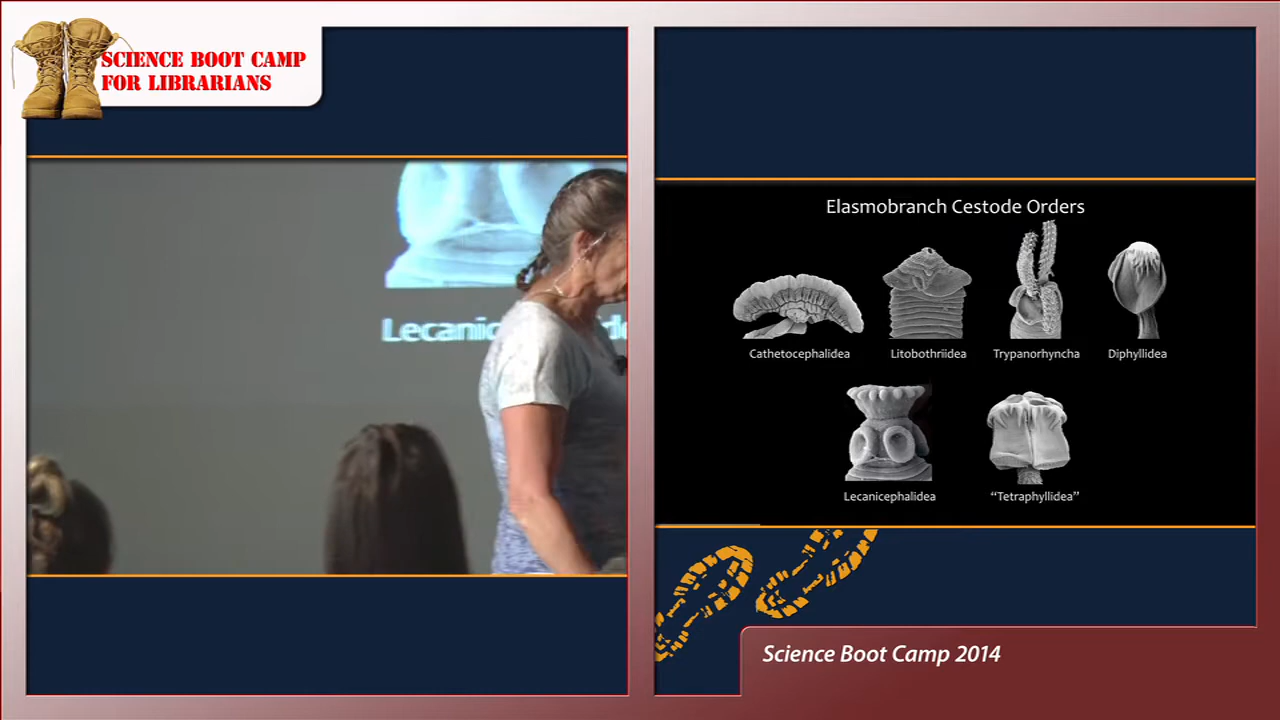 SCIENCE BOOT CAMP
FOR LIBRARIANS
Elasmobranch Cestode Orders
Cathetocephalidea
Litobothriidea
Trypanorhyncha
Diphyllidea
Lecanicephalidea
“Tetraphyllidea”
Science Boot Camp 2014